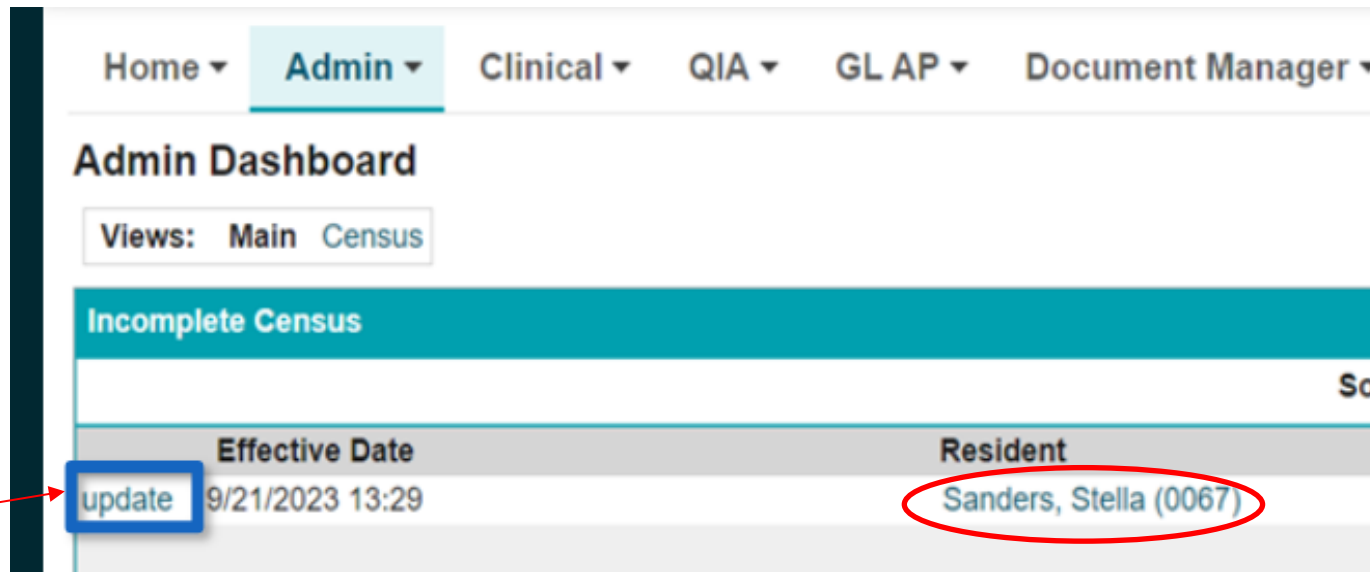 Home Admin Clinical QIA GL AP Document Manager
Admin Dashboard
Views: Main Census
Incomplete Census
Effective Date Resident
update 9/21/2023 13:29 Sanders, Stella (0067)